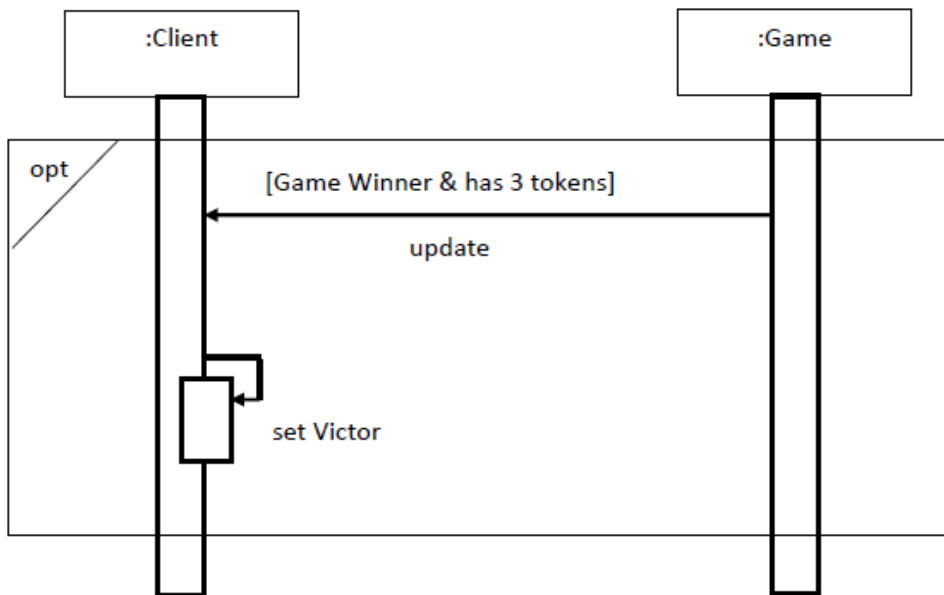 :Client
:Game
opt
[Game Winner & has 3 tokens]
update
set Victor